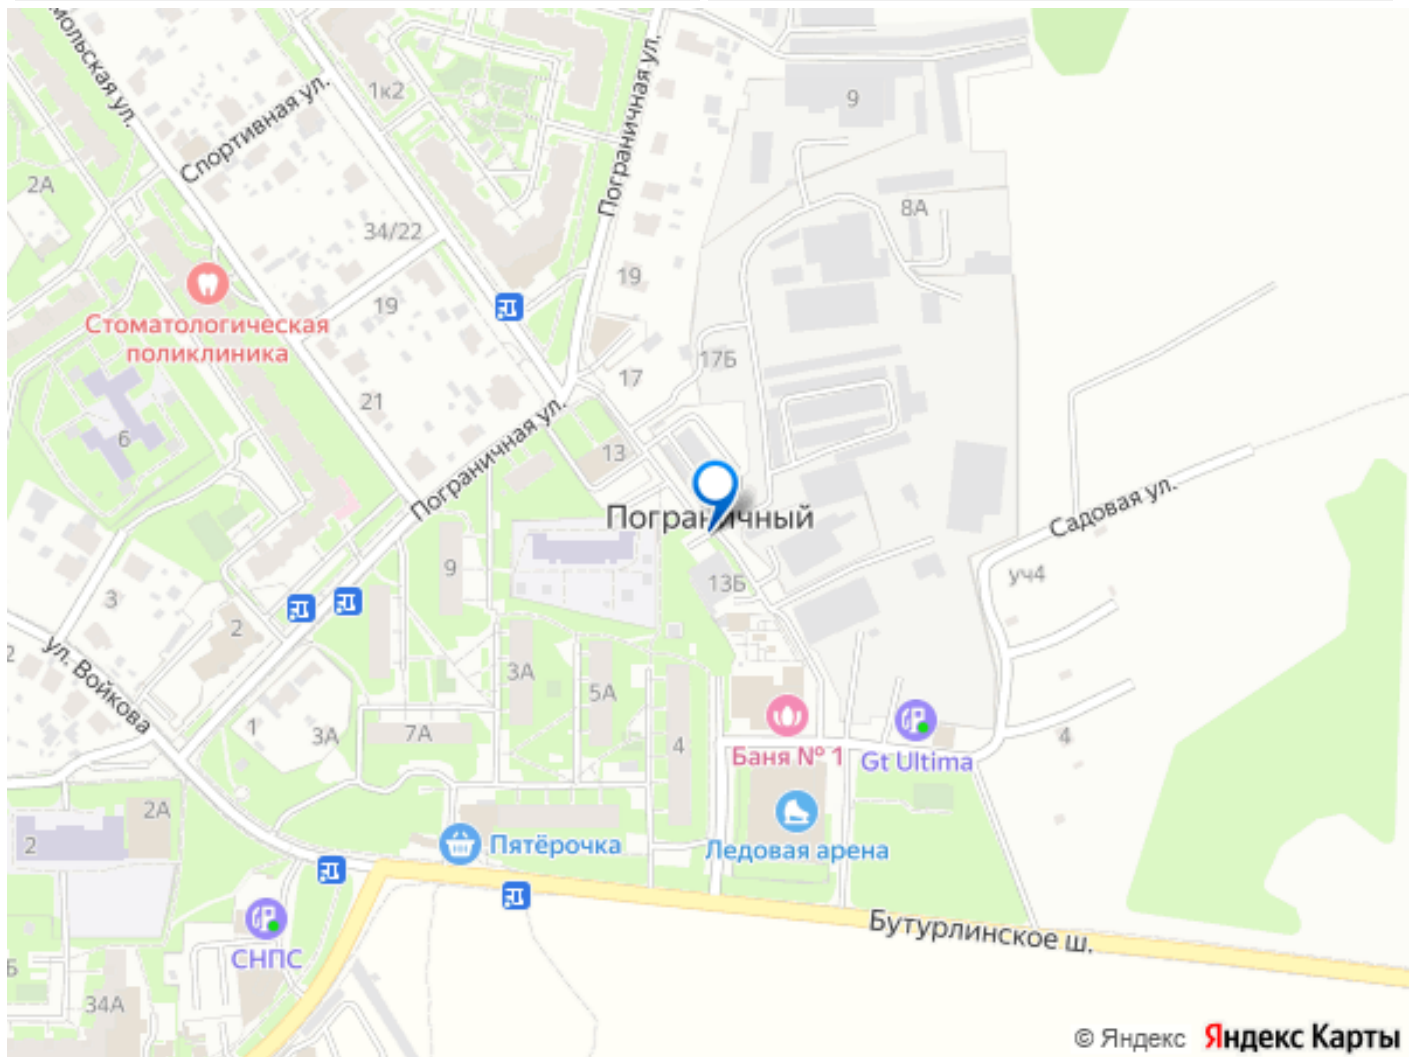 мольская ул.
Спортивная ул.
1к2
Пограничная ул.
9
2А
34/22
8А
19
19
Стоматологическая
поликлиника
17Б
17
21
Пограничная ул.
6
13
Пограничный
Садовая ул.
уч4
9
13Б
3
2
2
ул. Войкова
3А
5А
1
3А
7А
4
4
Баня № 1
Gt Ultima
2А
2
Пятёрочка
Ледовая арена
Бутурлинское ш.
СНПС
Б
34А
© Яндекс Яндекс Карты